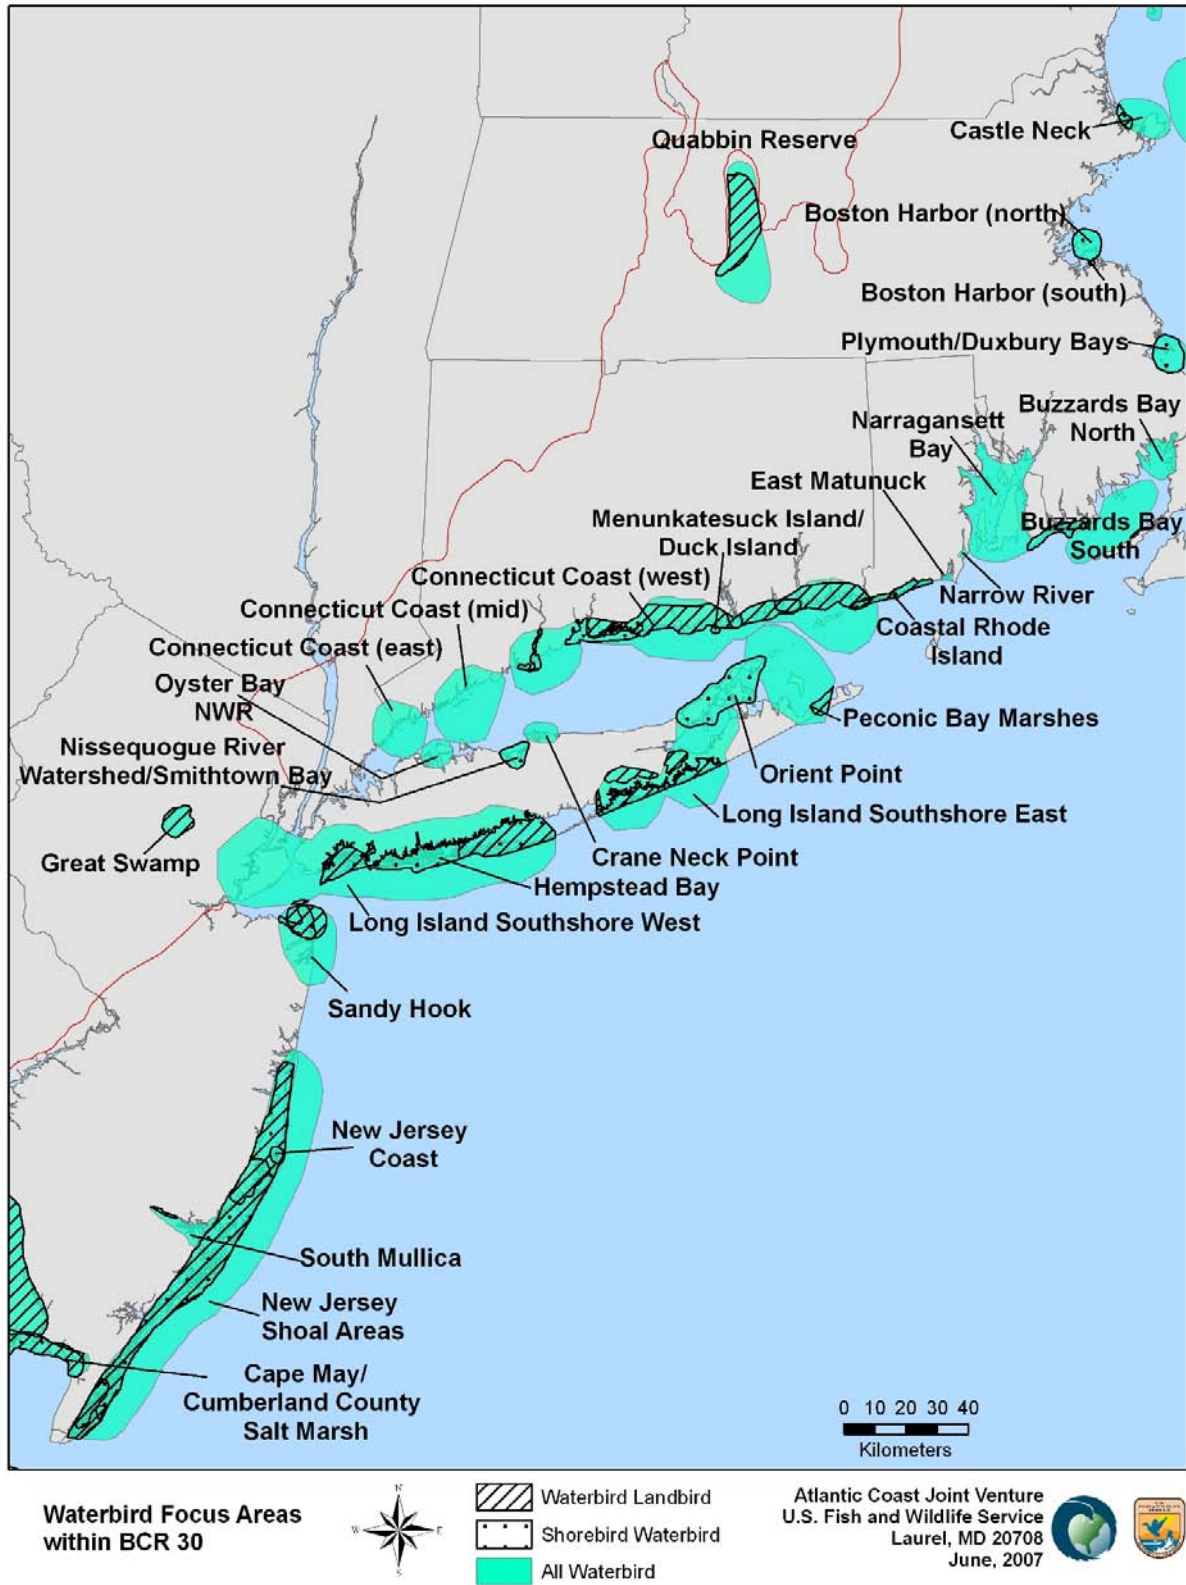 Castle Neck
Quabbin Reserve
Boston Harbor (north)
Boston Harbor (south)
Plymouth/Duxbury Bays
Buzzards Bay
North
Narragansett
Bay
East Matunuck
Menunkatesuck Island/
Duck Island
Buzzards Bay
South
Connecticut Coast (west)
Narrow River
Connecticut Coast (mid)
Coastal Rhode
Island
Connecticut Coast (east)
Oyster Bay
NWR
Peconic Bay Marshes
Nissequogue River
Watershed/Smithtown Bay
Orient Point
Long Island Southshore East
Great Swamp
Crane Neck Point
Hempstead Bay
Long Island Southshore West
Sandy Hook
New Jersey
Coast
South Mullica
New Jersey
Shoal Areas
Cape May/
Cumberland County
Salt Marsh
0 10 20 30 40
Kilometers
Waterbird Focus Areas
within BCR 30
N
W E
S
Waterbird Landbird
Shorebird Waterbird
All Waterbird
Atlantic Coast Joint Venture
U.S. Fish and Wildlife Service
Laurel, MD 20708
June, 2007